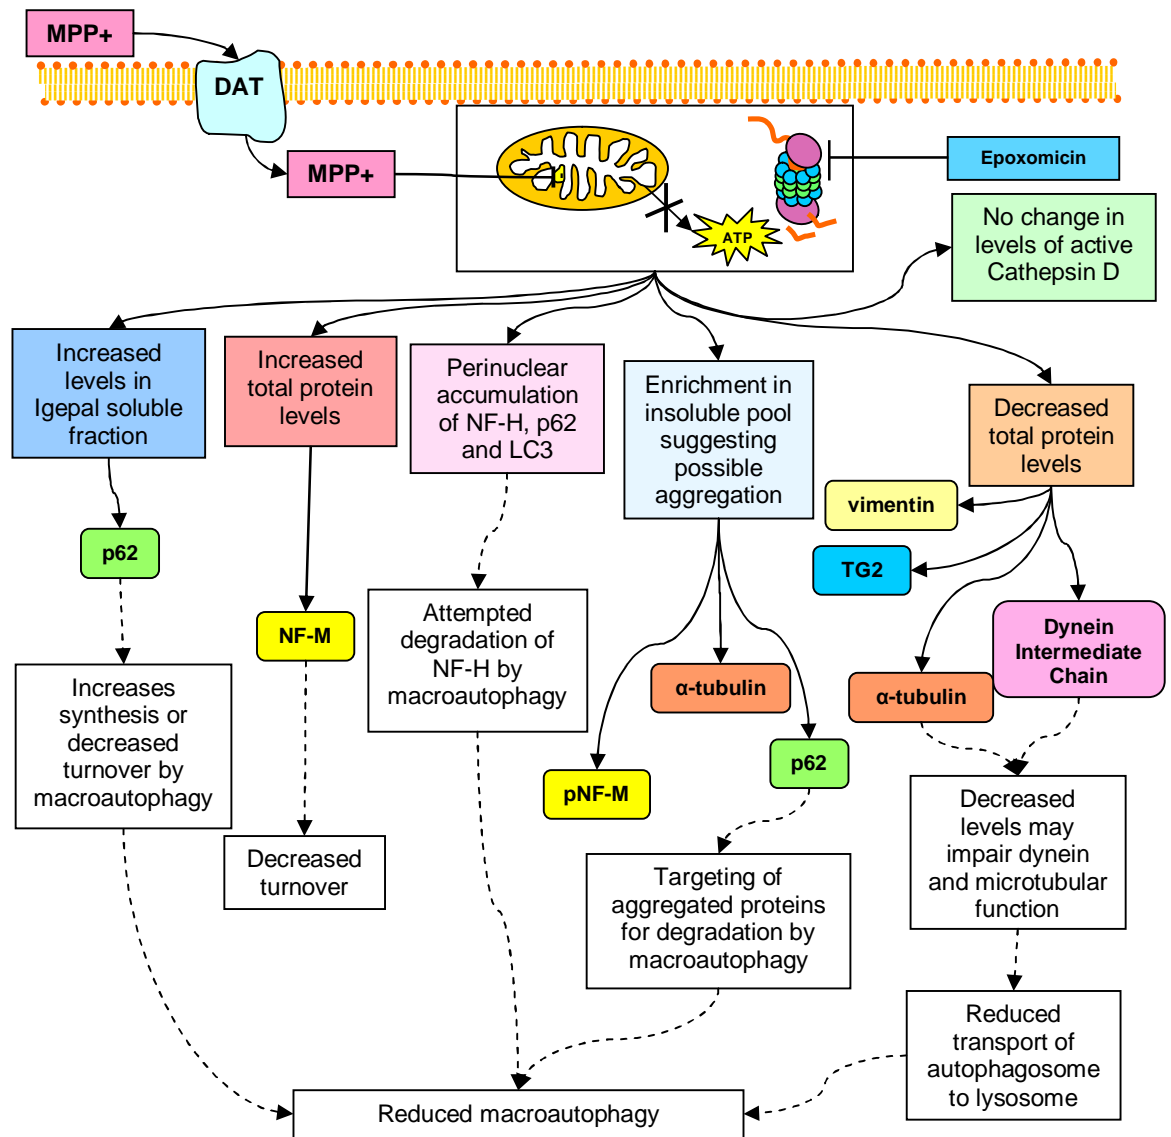 MPP+
DAT
MPP+
ATP
Epoxomicin
No change in
levels of active
Cathepsin D
Increased
levels in
Igepal soluble
fraction
Increased
total protein
levels
Perinuclear
accumulation
of NF-H, p62
and LC3
Enrichment in
insoluble pool
suggesting
possible
aggregation
Decreased
total protein
levels
vimentin
p62
TG2
NF-M
Attempted
degradation of
NF-H by
macroautophagy
α-tubulin
Dynein
Intermediate
Chain
α-tubulin
Increases
synthesis or
decreased
turnover by
macroautophagy
pNF-M
p62
Decreased
turnover
Decreased
levels may
impair dynein
and microtubular
function
Targeting of
aggregated proteins
for degradation by
macroautophagy
Reduced
transport of
autophagosome
to lysosome
Reduced macroautophagy